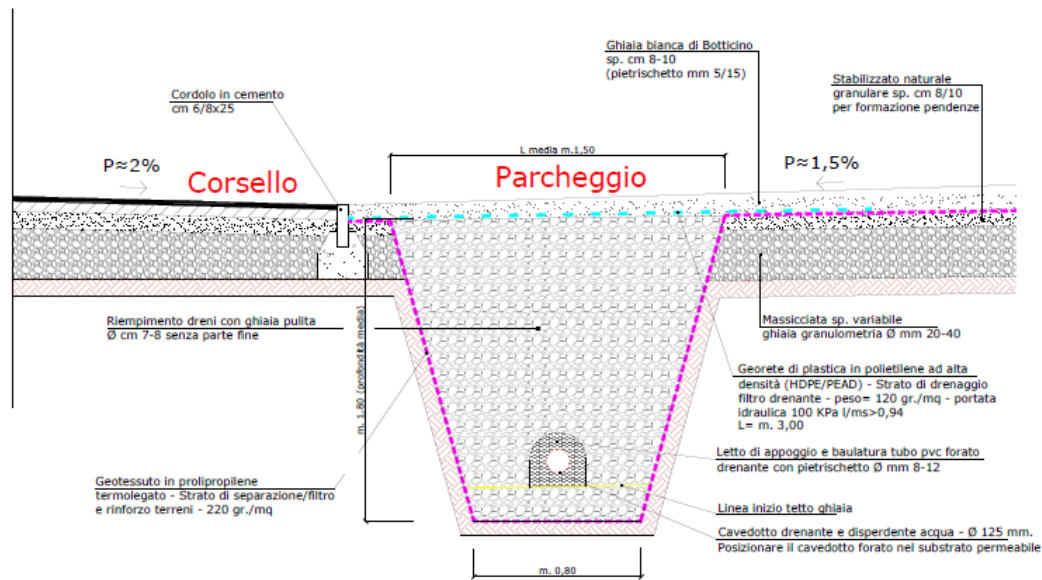 Ghiaia bianca di Botticino
sp. cm 8-10
(pietrischetto mm 5/15)
Stabilizzato naturale
granulare sp. cm 8/10
per formazione pendenze
Cordolo in cemento
cm 6/8x25
L media m.1,50
P≈2%
Corsello
Parcheggio
P≈1,5%
Riempimento dreni con ghiaia pulita
Ø cm 7-8 senza parte fine
m. 1,80 (profondità media)
Massicciata sp. variabile
ghiaia granulometria Ø mm 20-40
Georete di plastica in polietilene ad alta
densità (HDPE/PEAD) - Strato di drenaggio
filtro drenante - peso= 120 gr./mq - portata
idraulica 100 KPa l/ms>0,94
L= m. 3,00
Letto di appoggio e baulatura tubo pvc forato
drenante con pietrischetto Ø mm 8-12
Geotessuto in prolipropilene
termolegato - Strato di separazione/filtro
e rinforzo terreni - 220 gr./mq
Linea inizio tetto ghiaia
Cavedotto drenante e disperdente acqua - Ø 125 mm.
Posizionare il cavedotto forato nel substrato permeabile
m. 0,80